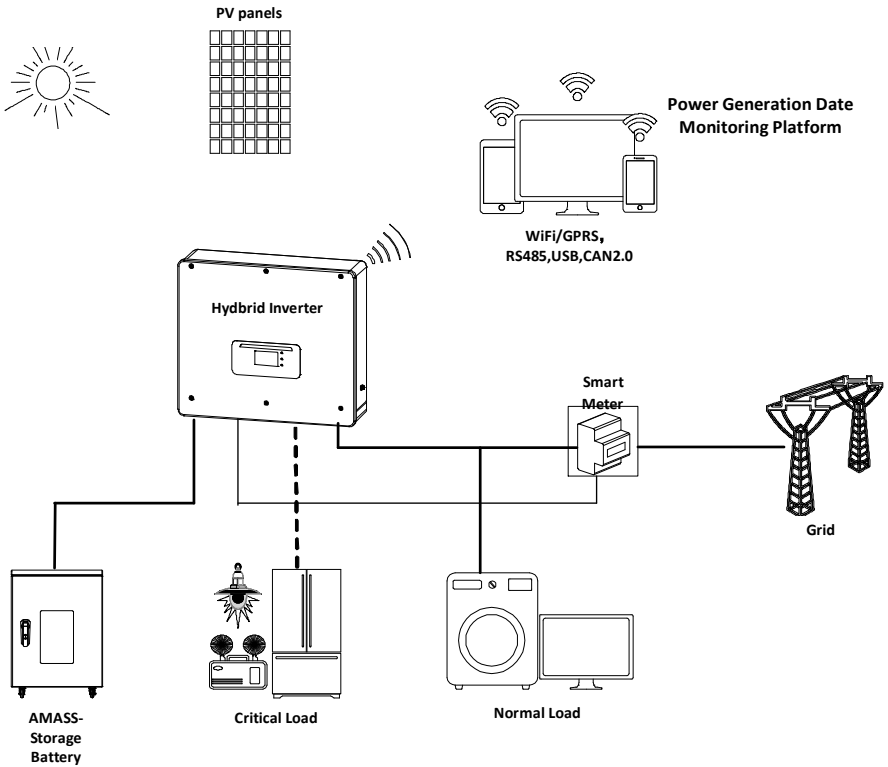 PV panels
Power Generation Date
Monitoring Platform
WiFi/GPRS，
RS485,USB,CAN2.0
Hydbrid Inverter
Smart
Meter
Grid
AMASS-
Storage
Battery
Critical Load
Normal Load